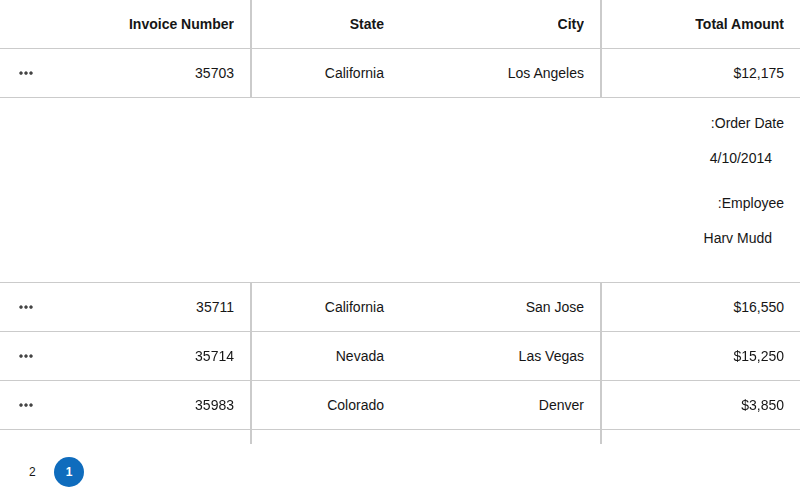 Total Amount City State Invoice Number
$12,175 Los Angeles California 35703
Order Date:
4/10/2014
Employee:
Harv Mudd
$16,550 San Jose California 35711
$15,250 Las Vegas Nevada 35714
$3,850 Denver Colorado 35983
1 2